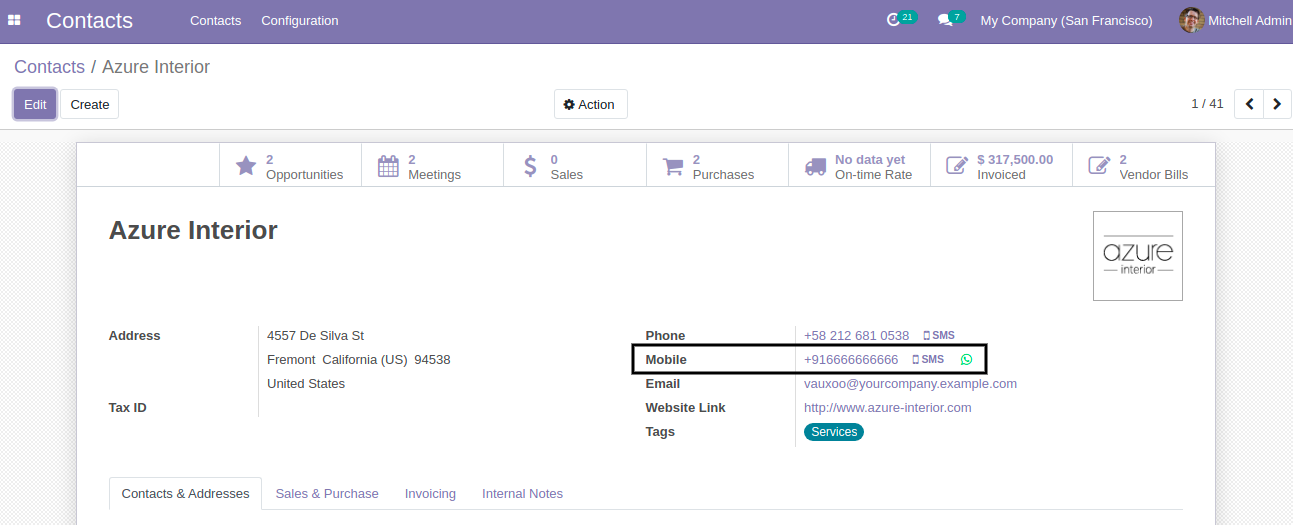 Contacts Contacts Configuration 21 7 My Company (San Francisco) Mitchell Admin
Contacts / Azure Interior
Edit Create Action 1 / 41
2 Opportunities
2 Meetings
$ 0 Sales
2 Purchases
No data yet On-time Rate
$ 317,500.00 Invoiced
2 Vendor Bills
Azure Interior
azure
interior
Address 4557 De Silva St
Fremont California (US) 94538
United States
Tax ID
Phone +58 212 681 0538 SMS
Mobile +916666666666 SMS
Email vauxoo@yourcompany.example.com
Website Link http://www.azure-interior.com
Tags Services
Contacts & Addresses Sales & Purchase Invoicing Internal Notes